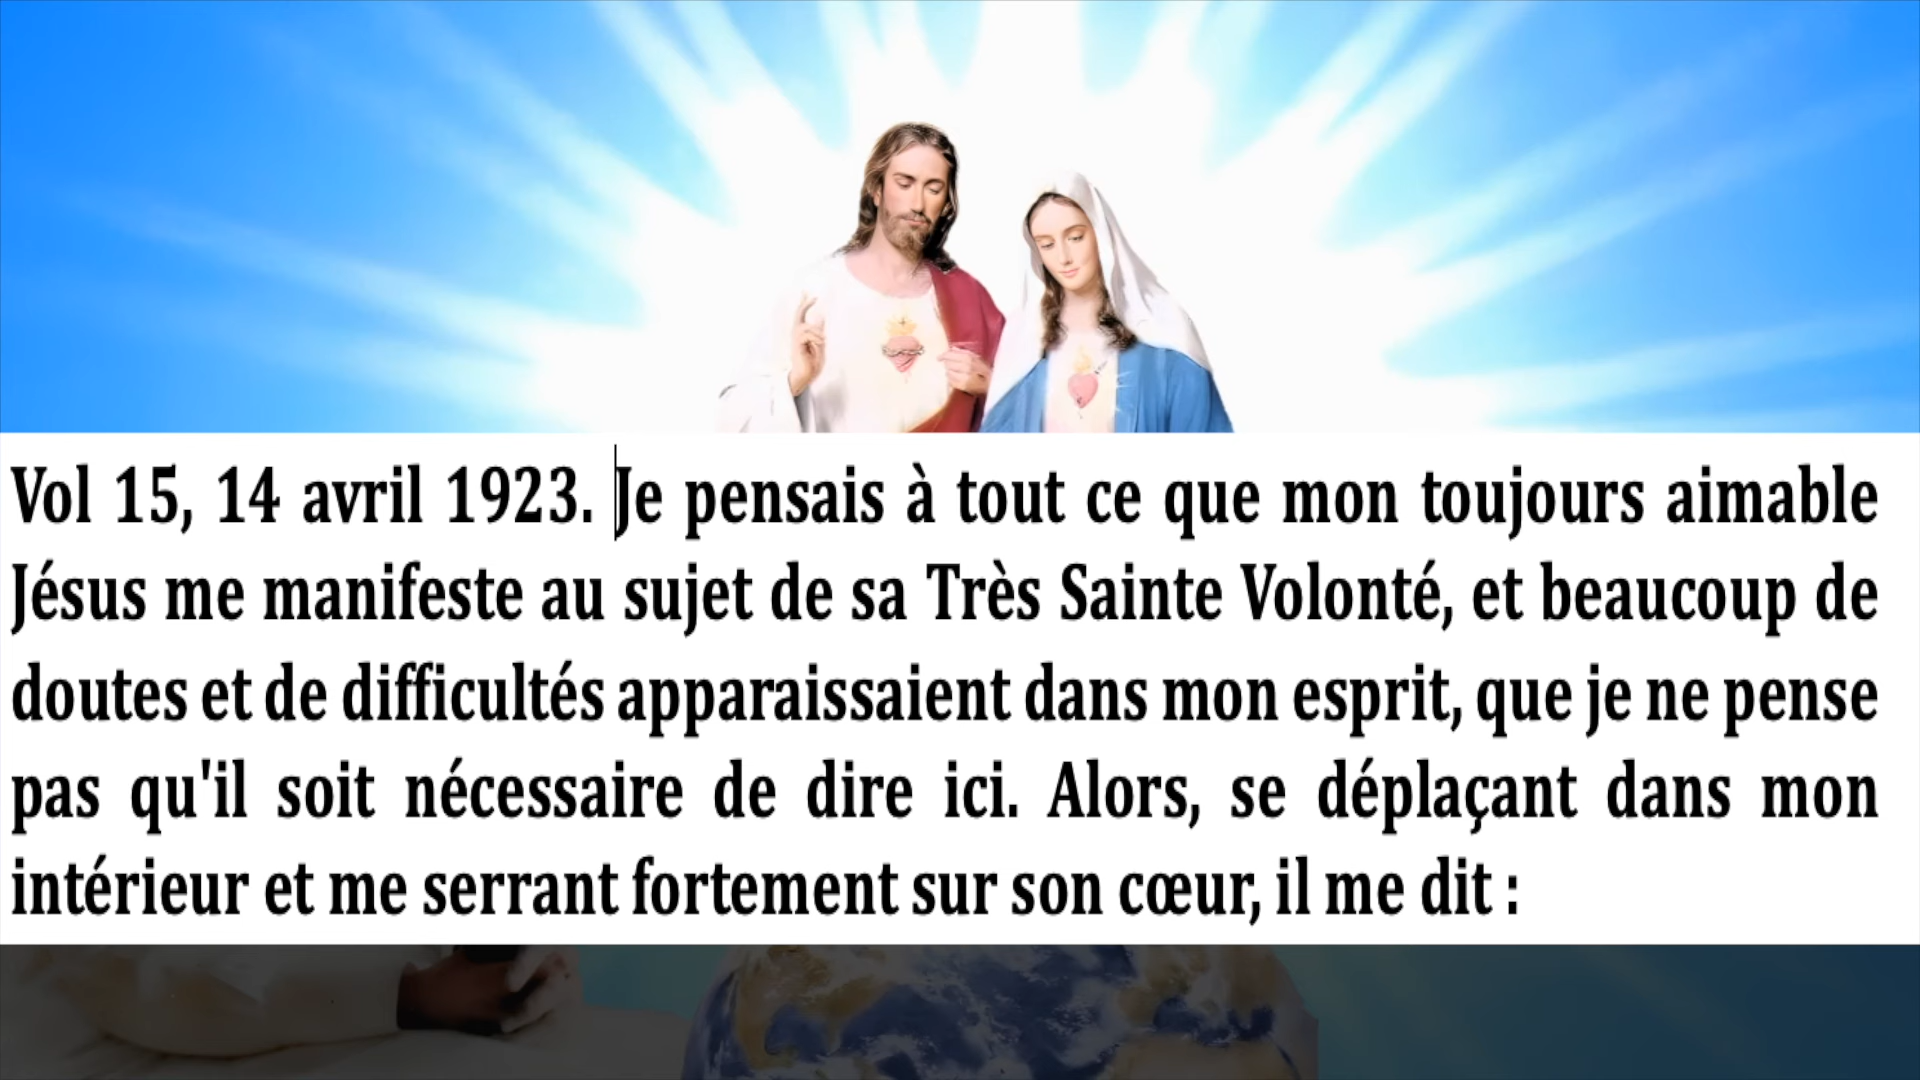 Vol 15, 14 avril 1923. Je pensais à tout ce que mon toujours aimable
Jésus me manifeste au sujet de sa Très Sainte Volonté, et beaucoup de
doutes et de difficultés apparaissaient dans mon esprit, que je ne pense
pas qu'il soit nécessaire de dire ici. Alors, se déplaçant dans mon
intérieur et me serrant fortement sur son cœur, il me dit :